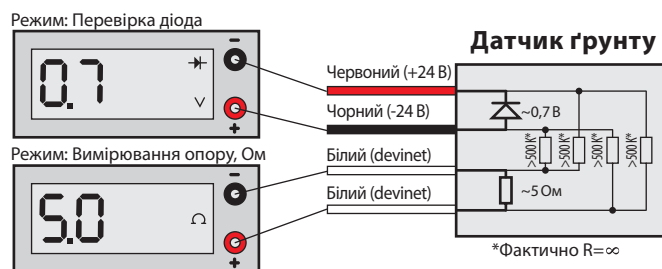 Режим: Перевірка діода
0.7
V
−
+
Режим: Вимірювання опору, Ом
5.0
Ω
−
+
Червоний (+24 В)
Чорний (-24 В)
Білий (devinet)
Білий (devinet)
Датчик ґрунту
~0,7 В
>500 K*
>500 K*
>500 K*
>500 K*
~5 Ом
*Фактично R=∞